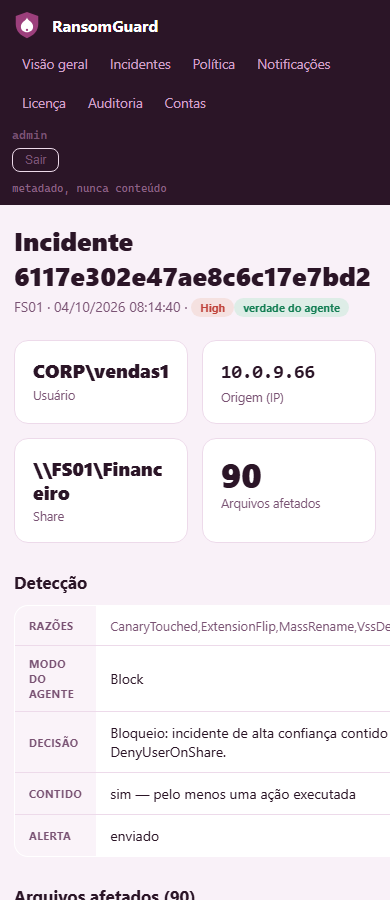 RansomGuard
Visão geral Incidentes Política Notificações
Licença Auditoria Contas
admin
Sair
metadado, nunca conteúdo
Incidente
6117e302e47ae8c6c17e7bd2
FS01 · 04/10/2026 08:14:40 · High verdade do agente
CORP\vendas1
Usuário
10.0.9.66
Origem (IP)
\\FS01\Financ
eiro
Share
90
Arquivos afetados
Detecção
RAZÕES
CanaryTouched,ExtensionFlip,MassRename,VssDe
MODO
DO
AGENTE
Block
DECISÃO
Bloqueio: incidente de alta confiança contido
DenyUserOnShare.
CONTIDO
sim — pelo menos uma ação executada
ALERTA
enviado
Arquivos afetados (90)